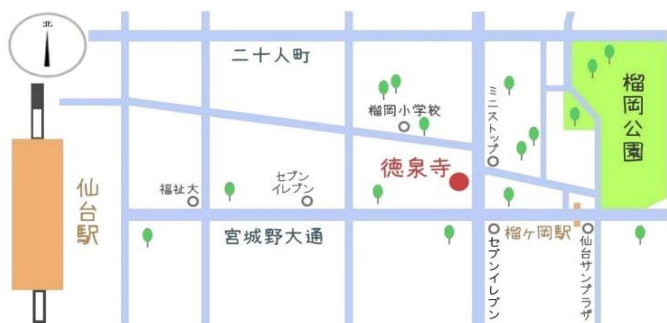 北
二十人町
榴岡小学校
ミニストップ
榴岡公園
徳泉寺
仙台駅
福祉大
セブン
イレブン
宮城野大通
セブンイレブン
榴ヶ岡駅
仙台サンプラザ